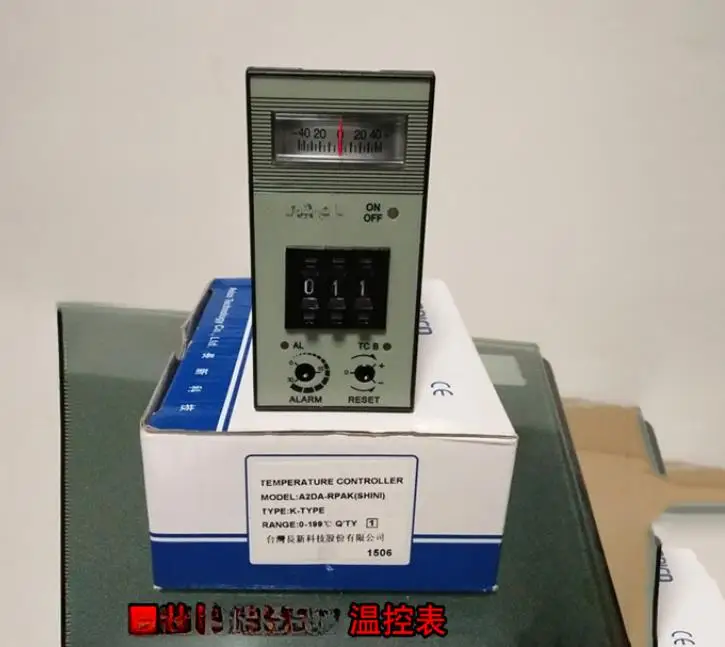 -40 20 0 20 40
ON
OFF
0 1 1
AL
TC B
ALARM
RESET
CE
TEMPERATURE CONTROLLER
MODEL:A2DA-RPAK(SHINI)
TYPE:K-TYPE
RANGE:0-199℃ Q'TY 1
台灣長新科技股份有限公司
1506
温控表